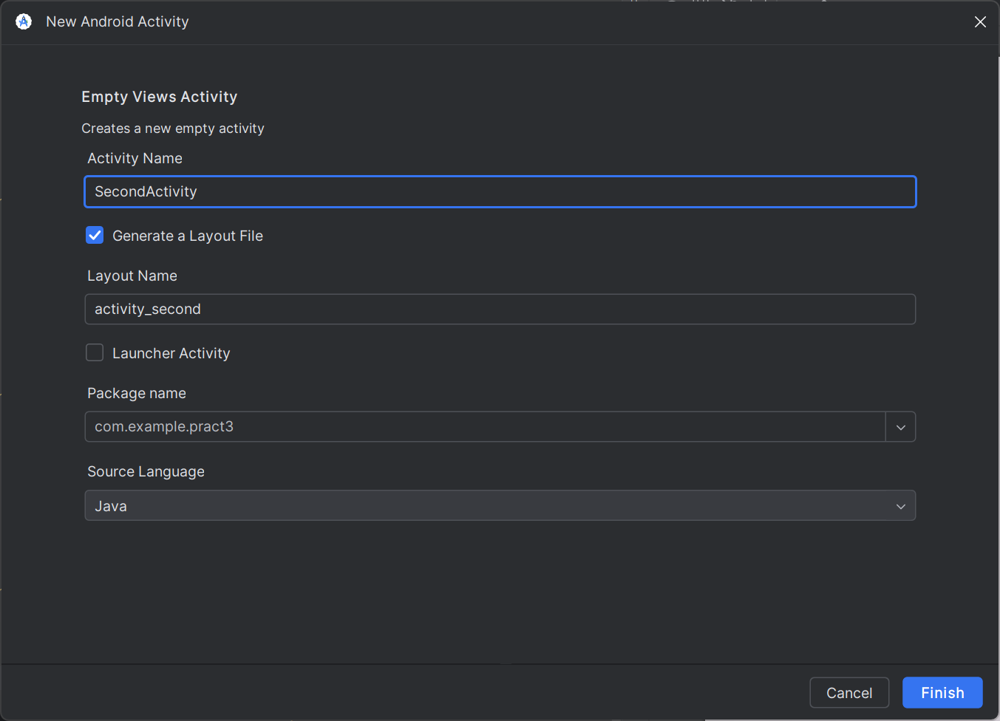 New Android Activity
Empty Views Activity
Creates a new empty activity
Activity Name
SecondActivity
Generate a Layout File
Layout Name
activity_second
Launcher Activity
Package name
com.example.pract3
Source Language
Java
Cancel
Finish